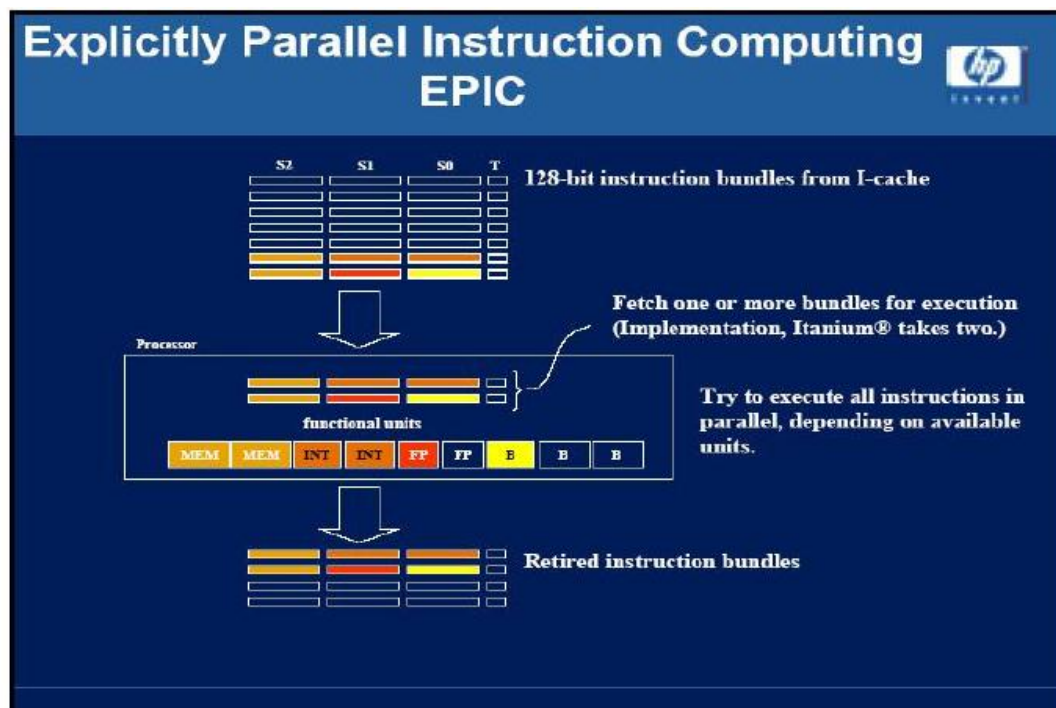 Explicitly Parallel Instruction Computing
EPIC
hp
invent
S2 S1 S0 T
128-bit instruction bundles from I-cache
Fetch one or more bundles for execution
(Implementation, Itanium® takes two.)
Processor
Try to execute all instructions in
parallel, depending on available
units.
functional units
MEM MEM INT INT FP FP B B B
Retired instruction bundles